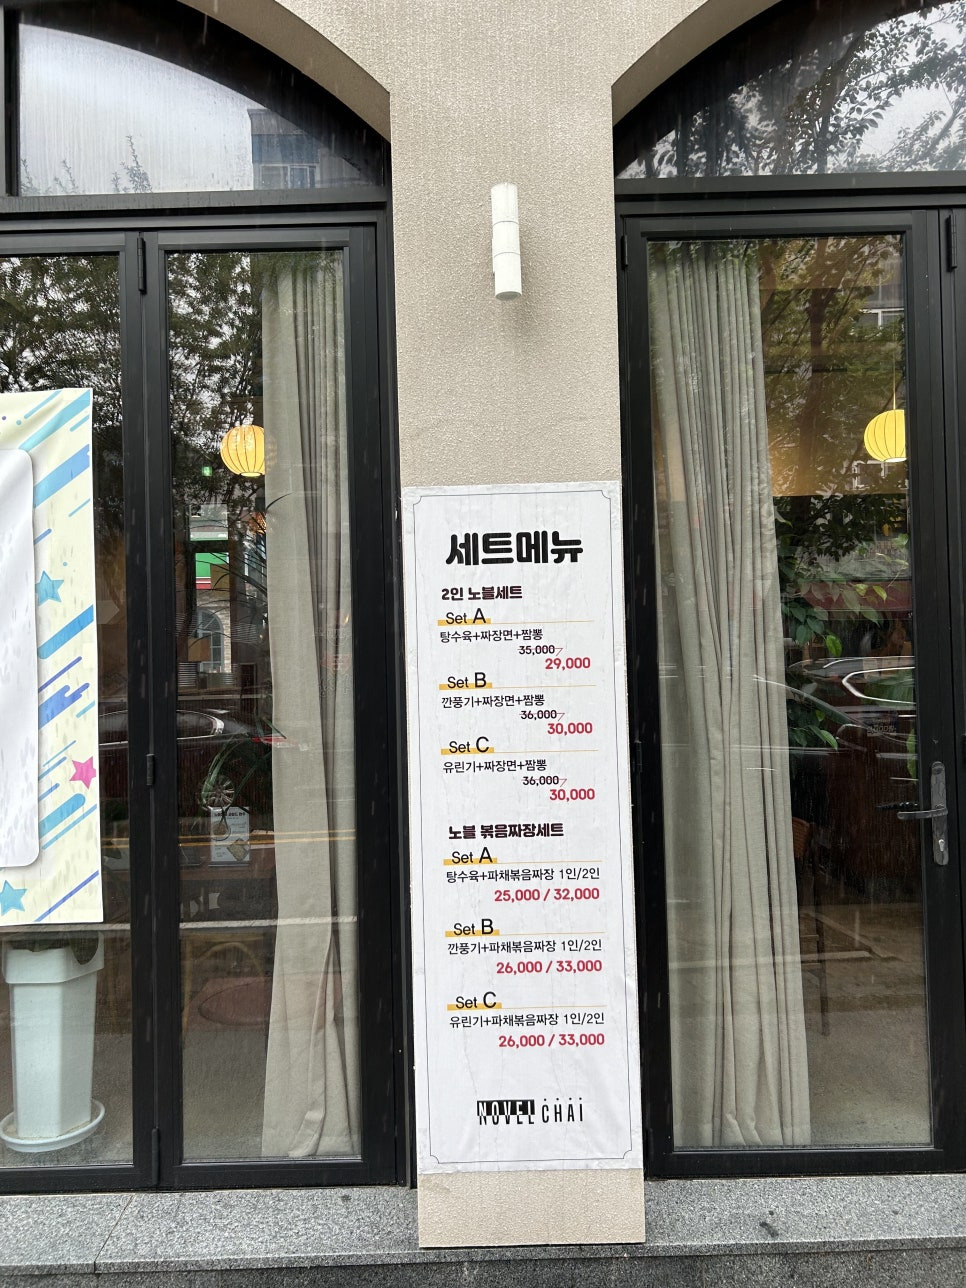 세트메뉴
2인 노블세트
Set A
탕수육+짜장면+짬뽕
35,000
29,000
Set B
깐풍기+짜장면+짬뽕
36,000
30,000
Set C
유린기+짜장면+짬뽕
36,000
30,000
노블 볶음짜장세트
Set A
탕수육+파채볶음짜장 1인/2인
25,000 / 32,000
Set B
깐풍기+파채볶음짜장 1인/2인
26,000 / 33,000
Set C
유린기+파채볶음짜장 1인/2인
26,000 / 33,000
NOVEL CHAI